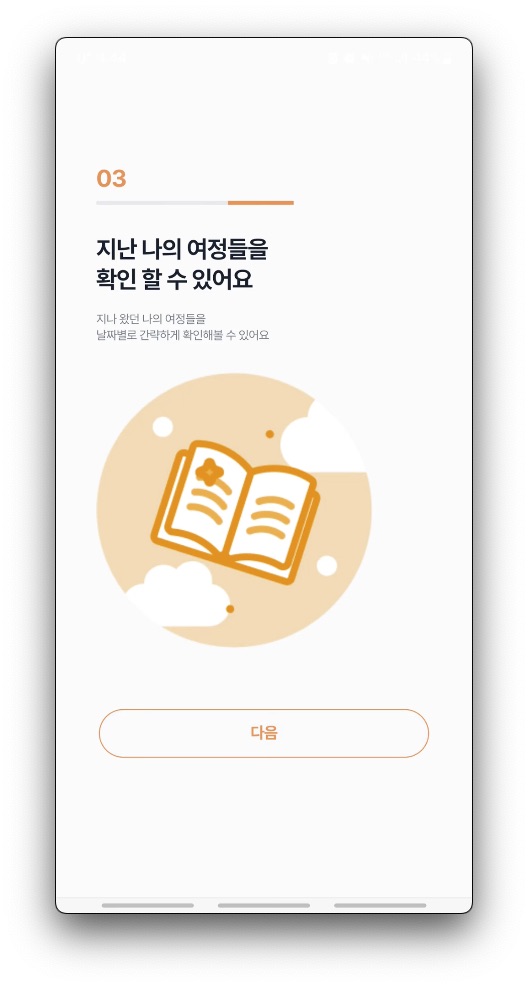 03
지난 나의 여정들을
확인 할 수 있어요
지나 왔던 나의 여정들을
날짜별로 간략하게 확인해볼 수 있어요
다음